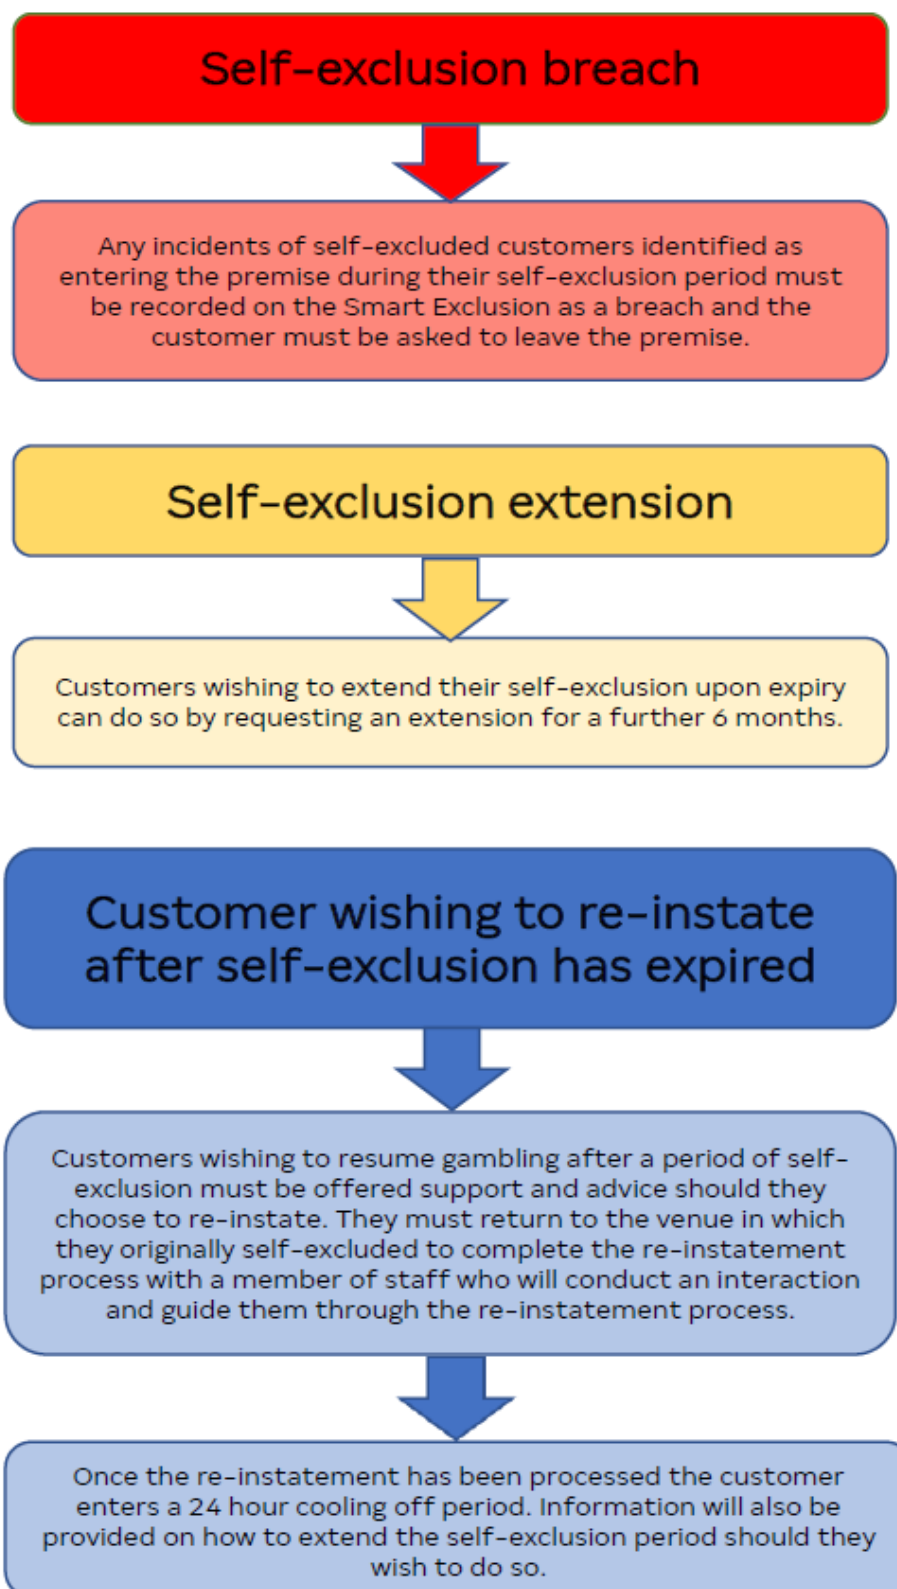 Self-exclusion breach
Any incidents of self-excluded customers identified as
entering the premise during their self-exclusion period must
be recorded on the Smart Exclusion as a breach and the
customer must be asked to leave the premise.
Self-exclusion extension
Customers wishing to extend their self-exclusion upon expiry
can do so by requesting an extension for a further 6 months.
Customer wishing to re-instate
after self-exclusion has expired
Customers wishing to resume gambling after a period of self-
exclusion must be offered support and advice should they
choose to re-instate. They must return to the venue in which
they originally self-excluded to complete the re-instatement
process with a member of staff who will conduct an interaction
and guide them through the re-instatement process.
Once the re-instatement has been processed the customer
enters a 24 hour cooling off period. Information will also be
provided on how to extend the self-exclusion period should they
wish to do so.